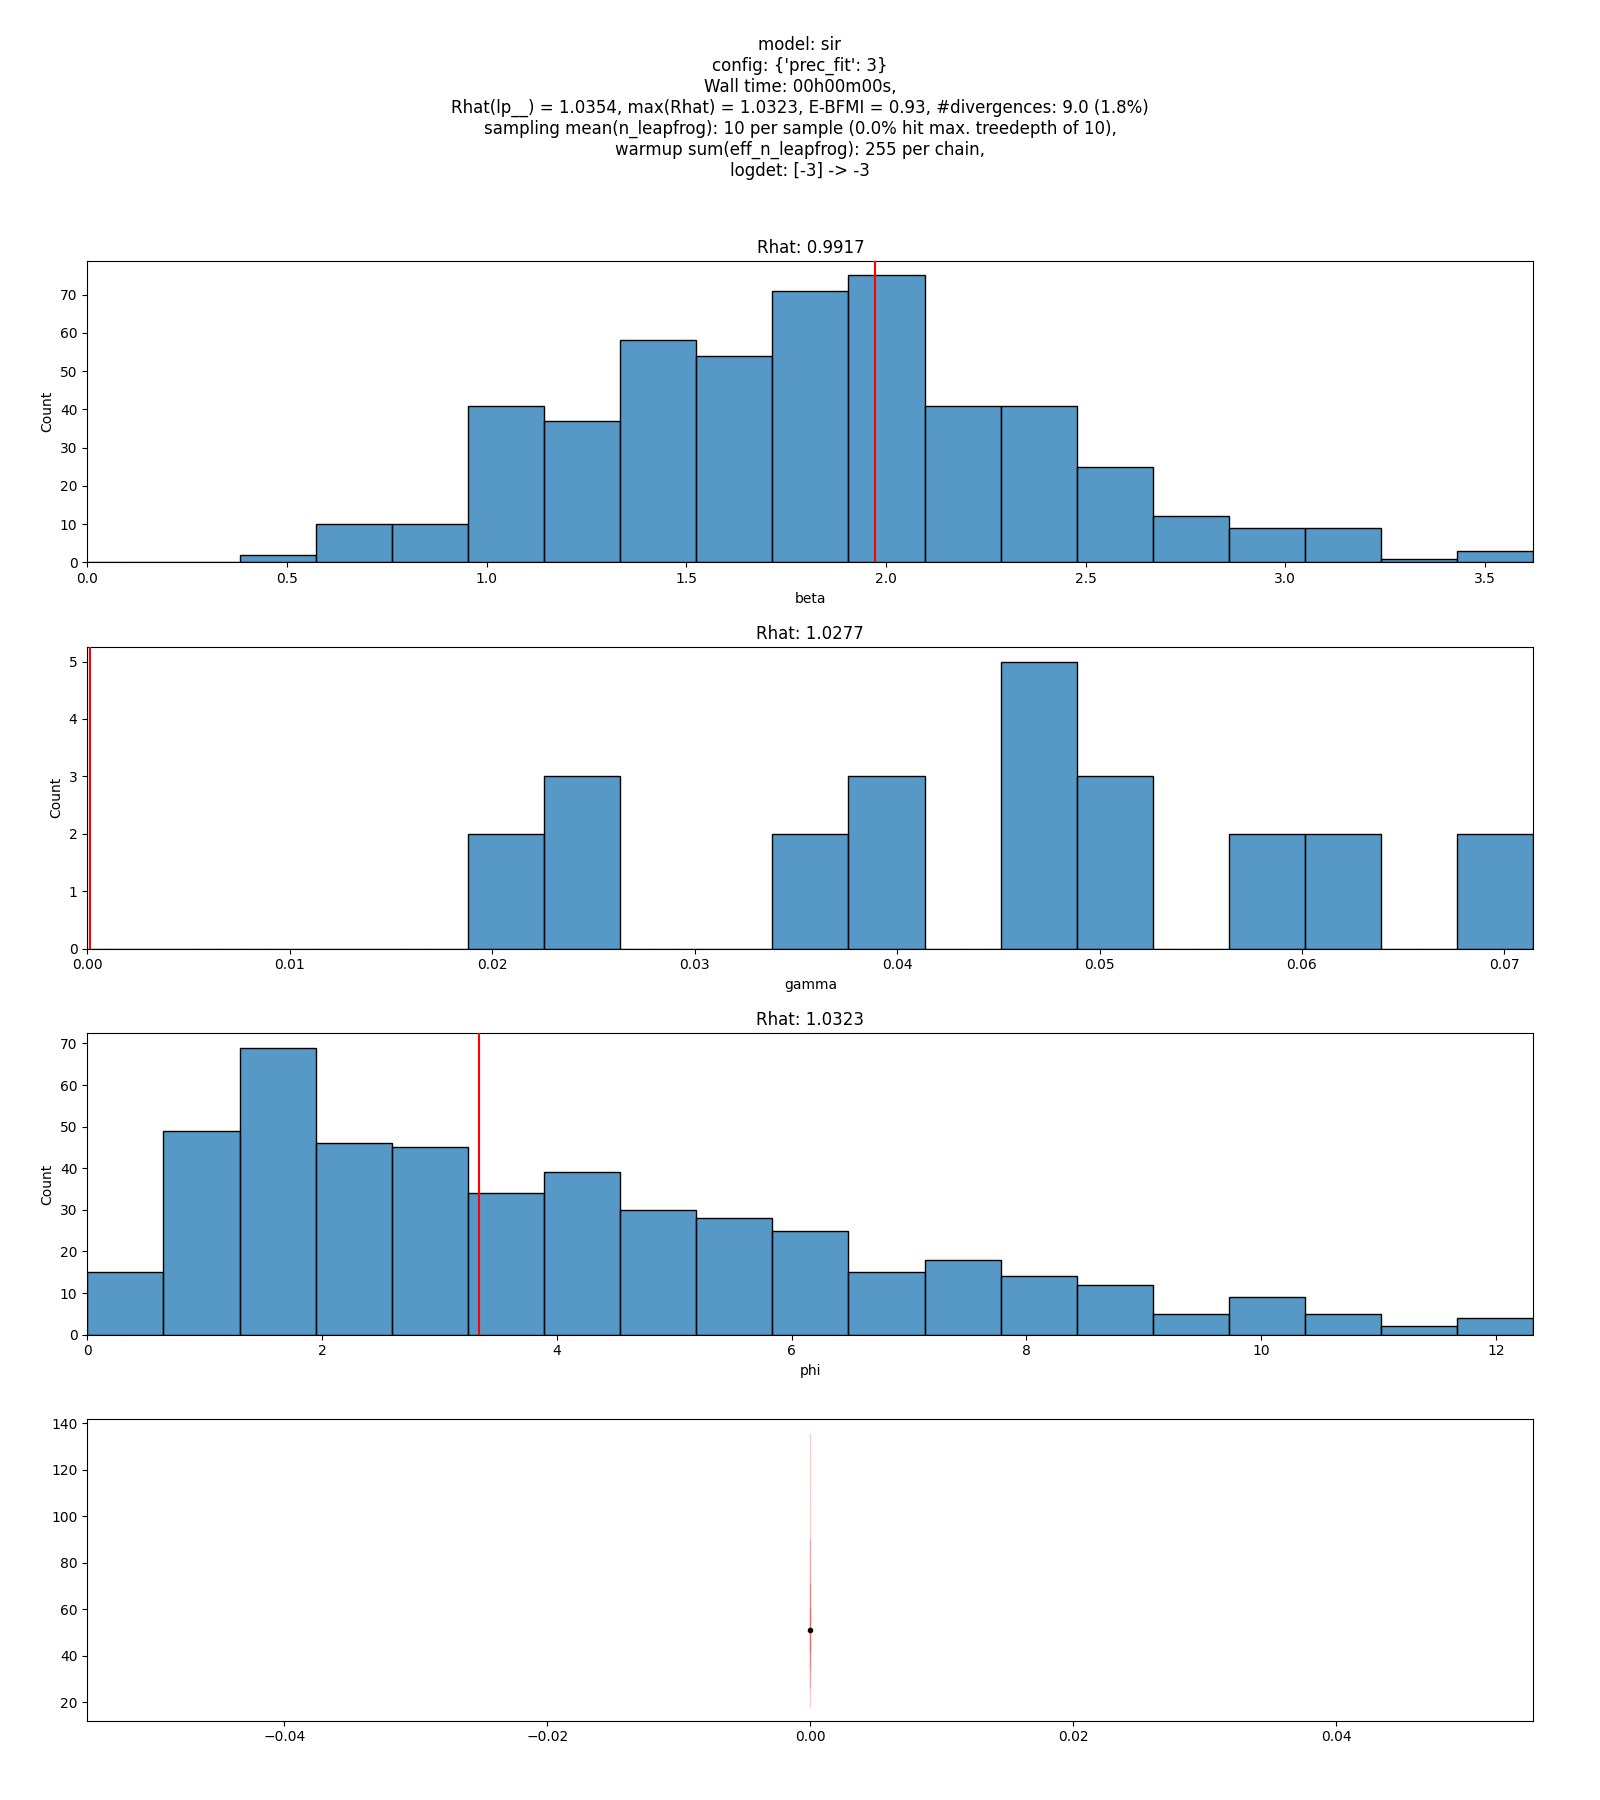 model: sir
config: {'prec_fit': 3}
Wall time: 00h00m00s,
Rhat(lp__) = 1.0354, max(Rhat) = 1.0323, E-BFMI = 0.93, #divergences: 9.0 (1.8%)
sampling mean(n_leapfrog): 10 per sample (0.0% hit max. treedepth of 10),
warmup sum(eff_n_leapfrog): 255 per chain,
logdet: [-3] -> -3
Rhat: 0.9917
70
60
50
40
30
20
10
0
Count
0.0 0.5 1.0 1.5 2.0 2.5 3.0 3.5
beta
Rhat: 1.0277
5
4
3
2
1
0
Count
0.00 0.01 0.02 0.03 0.04 0.05 0.06 0.07
gamma
Rhat: 1.0323
70
60
50
40
30
20
10
0
Count
0 2 4 6 8 10 12
phi
140
120
100
80
60
40
20
−0.04 −0.02 0.00 0.02 0.04